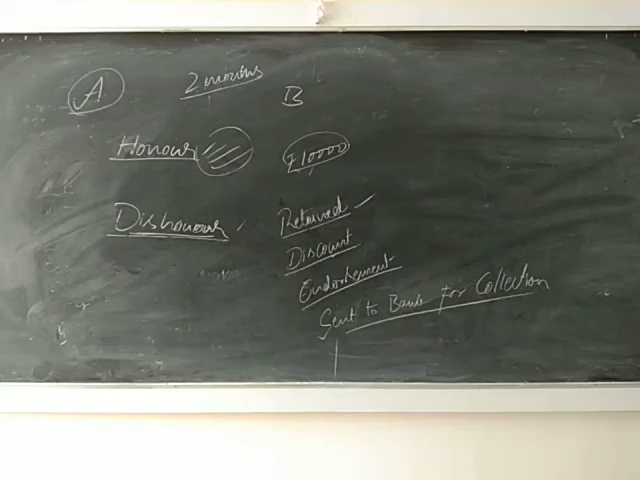 A 2 months B
Honour ₹10000
Dishonour Retained
Discount
Endorsement
Sent to Bank for Collection